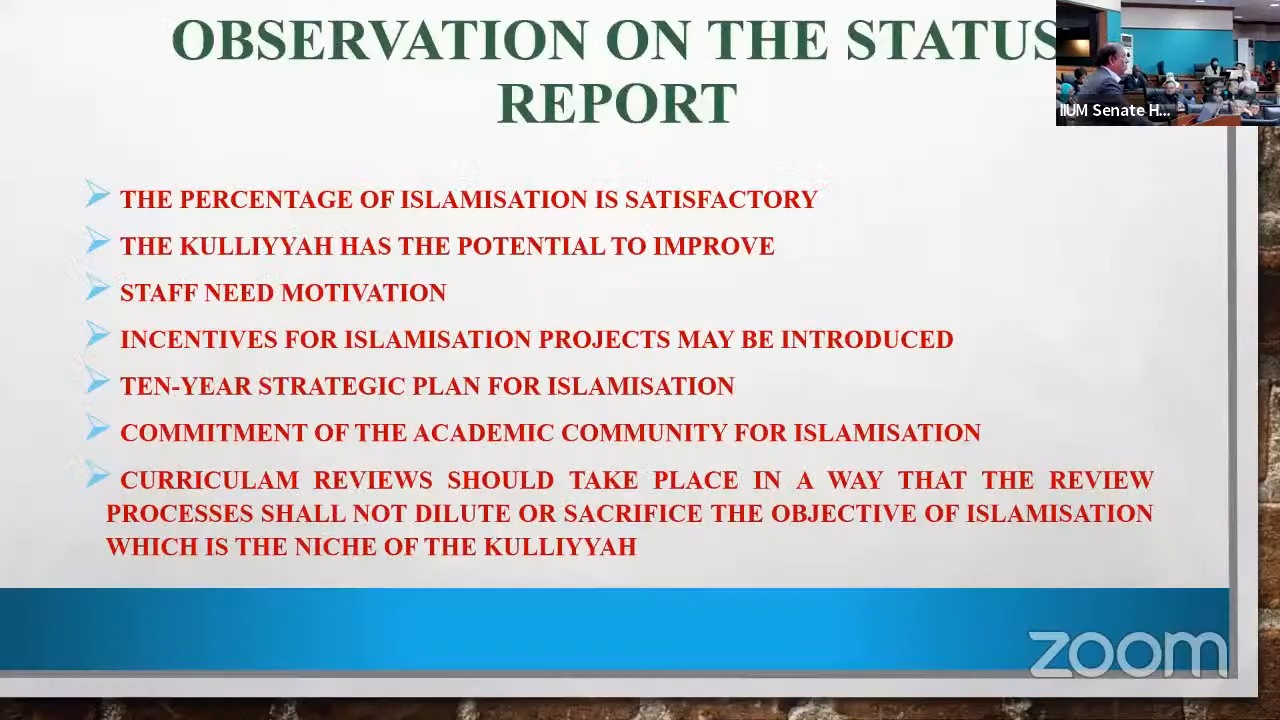 OBSERVATION ON THE STATUS
REPORT
IIUM Senate H...
THE PERCENTAGE OF ISLAMISATION IS SATISFACTORY
THE KULLIYYAH HAS THE POTENTIAL TO IMPROVE
STAFF NEED MOTIVATION
INCENTIVES FOR ISLAMISATION PROJECTS MAY BE INTRODUCED
TEN-YEAR STRATEGIC PLAN FOR ISLAMISATION
COMMITMENT OF THE ACADEMIC COMMUNITY FOR ISLAMISATION
CURRICULAM REVIEWS SHOULD TAKE PLACE IN A WAY THAT THE REVIEW
PROCESSES SHALL NOT DILUTE OR SACRIFICE THE OBJECTIVE OF ISLAMISATION
WHICH IS THE NICHE OF THE KULLIYYAH
zoom